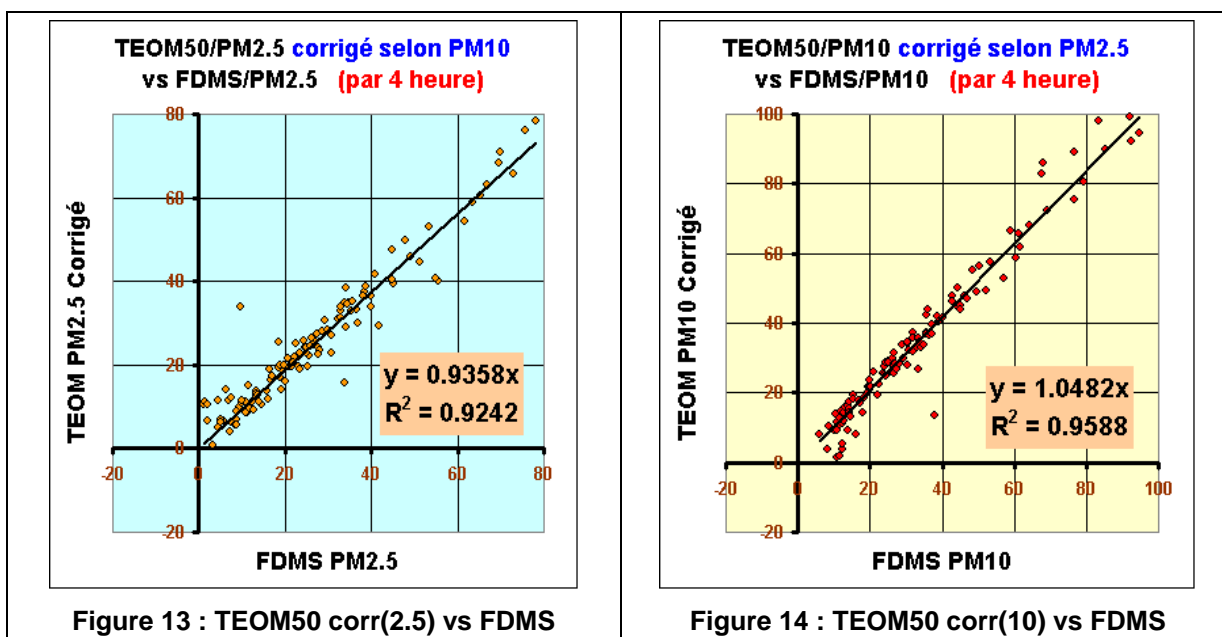 TEOM50/PM2.5 corrigé selon PM10
vs FDMS/PM2.5 (par 4 heure)
80
60
40
20
0
-20
-20
0
20
40
60
80
TEOM PM2.5 Corrigé
y = 0.9358x
R² = 0.9242
FDMS PM2.5
Figure 13 : TEOM50 corr(2.5) vs FDMS
TEOM50/PM10 corrigé selon PM2.5
vs FDMS/PM10 (par 4 heure)
100
80
60
40
20
0
-20
-20
0
20
40
60
80
100
TEOM PM10 Corrigé
y = 1.0482x
R² = 0.9588
FDMS PM10
Figure 14 : TEOM50 corr(10) vs FDMS